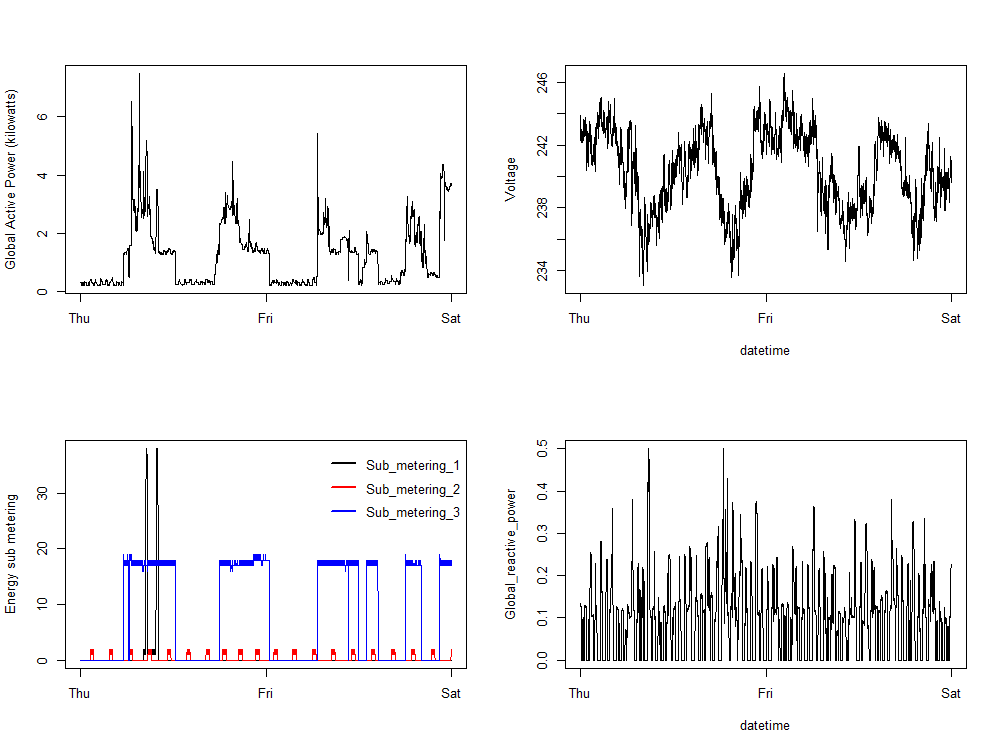 Global Active Power (kilowatts)
6
4
2
0
Thu Fri Sat
Voltage
246
242
238
234
Thu Fri Sat
datetime
Energy sub metering
30
20
10
0
Sub_metering_1
Sub_metering_2
Sub_metering_3
Thu Fri Sat
Global_reactive_power
0.5
0.4
0.3
0.2
0.1
0.0
Thu Fri Sat
datetime